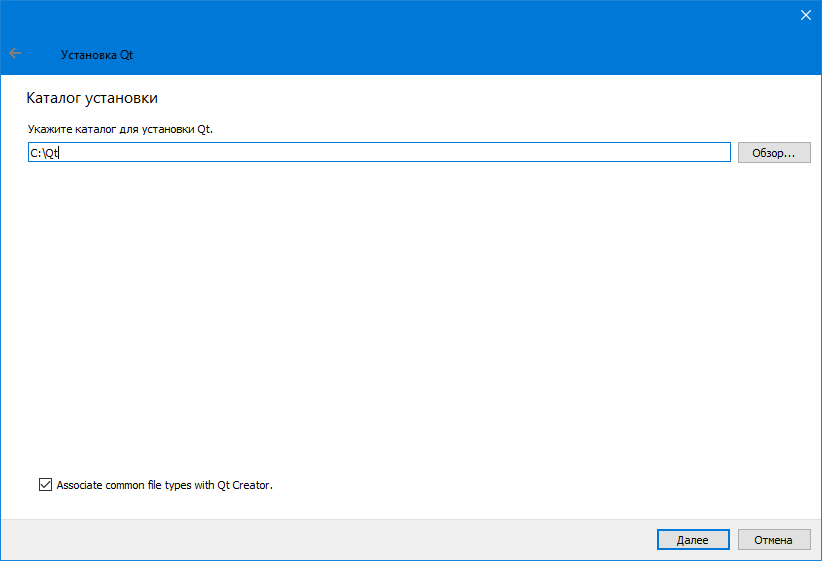 Установка Qt
Каталог установки
Укажите каталог для установки Qt.
C:\Qt
Обзор...
Associate common file types with Qt Creator.
Далее
Отмена